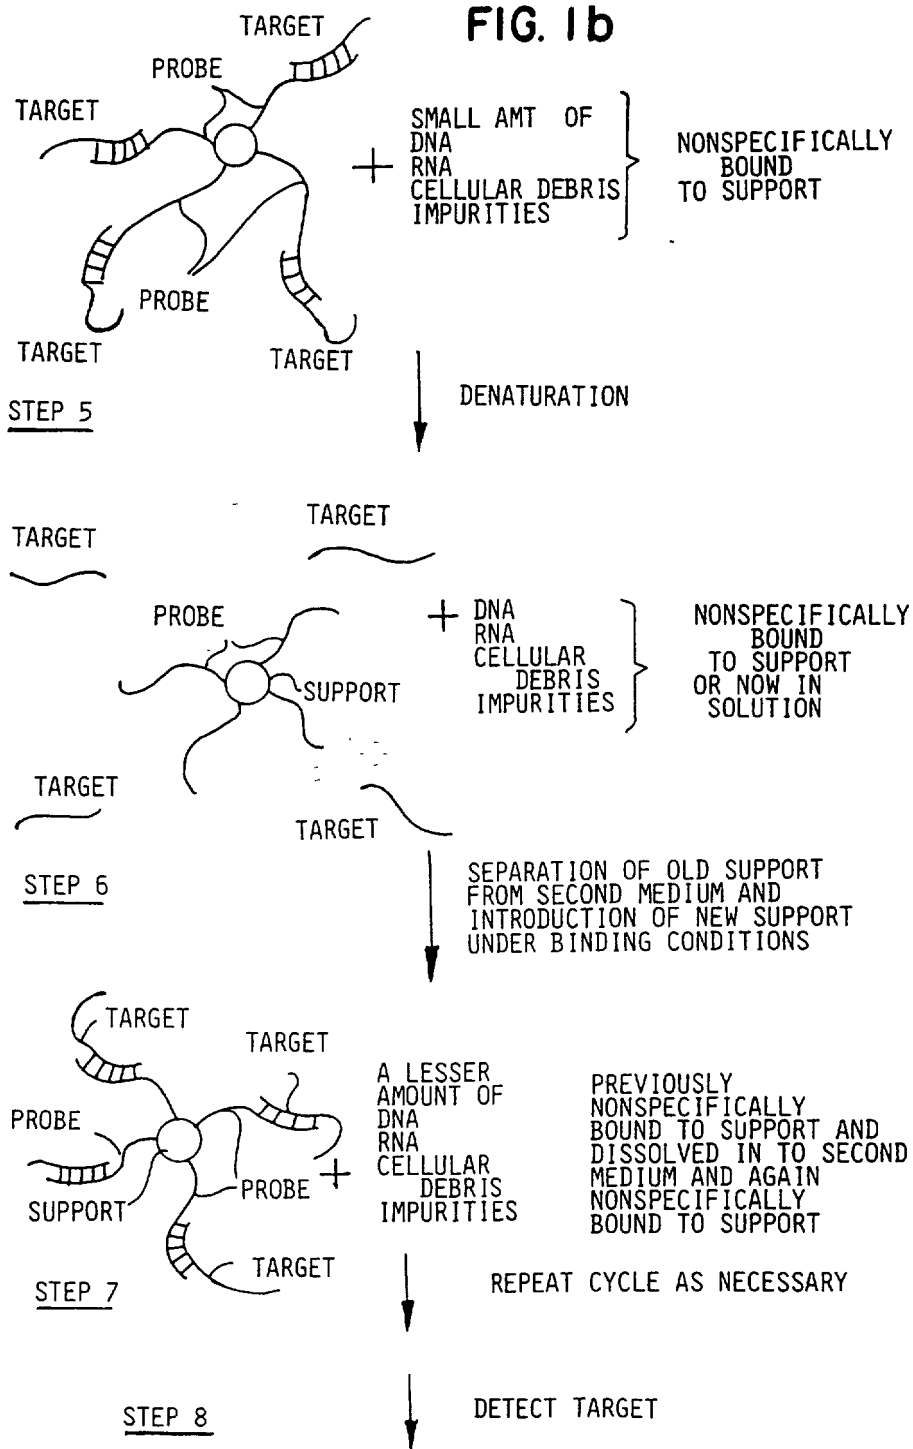 FIG. 1b
TARGET
PROBE
TARGET
+
SMALL AMT OF
DNA
RNA
CELLULAR DEBRIS
IMPURITIES
NONSPECIFICALLY
BOUND
TO SUPPORT
PROBE
TARGET
TARGET
STEP 5
DENATURATION
TARGET
TARGET
PROBE
SUPPORT
+
DNA
RNA
CELLULAR
DEBRIS
IMPURITIES
NONSPECIFICALLY
BOUND
TO SUPPORT
OR NOW IN
SOLUTION
TARGET
TARGET
STEP 6
SEPARATION OF OLD SUPPORT
FROM SECOND MEDIUM AND
INTRODUCTION OF NEW SUPPORT
UNDER BINDING CONDITIONS
TARGET
TARGET
PROBE
SUPPORT
PROBE
TARGET
+
A LESSER
AMOUNT OF
DNA
RNA
CELLULAR
DEBRIS
IMPURITIES
PREVIOUSLY
NONSPECIFICALLY
BOUND TO SUPPORT AND
DISSOLVED IN TO SECOND
MEDIUM AND AGAIN
NONSPECIFICALLY
BOUND TO SUPPORT
STEP 7
REPEAT CYCLE AS NECESSARY
STEP 8
DETECT TARGET